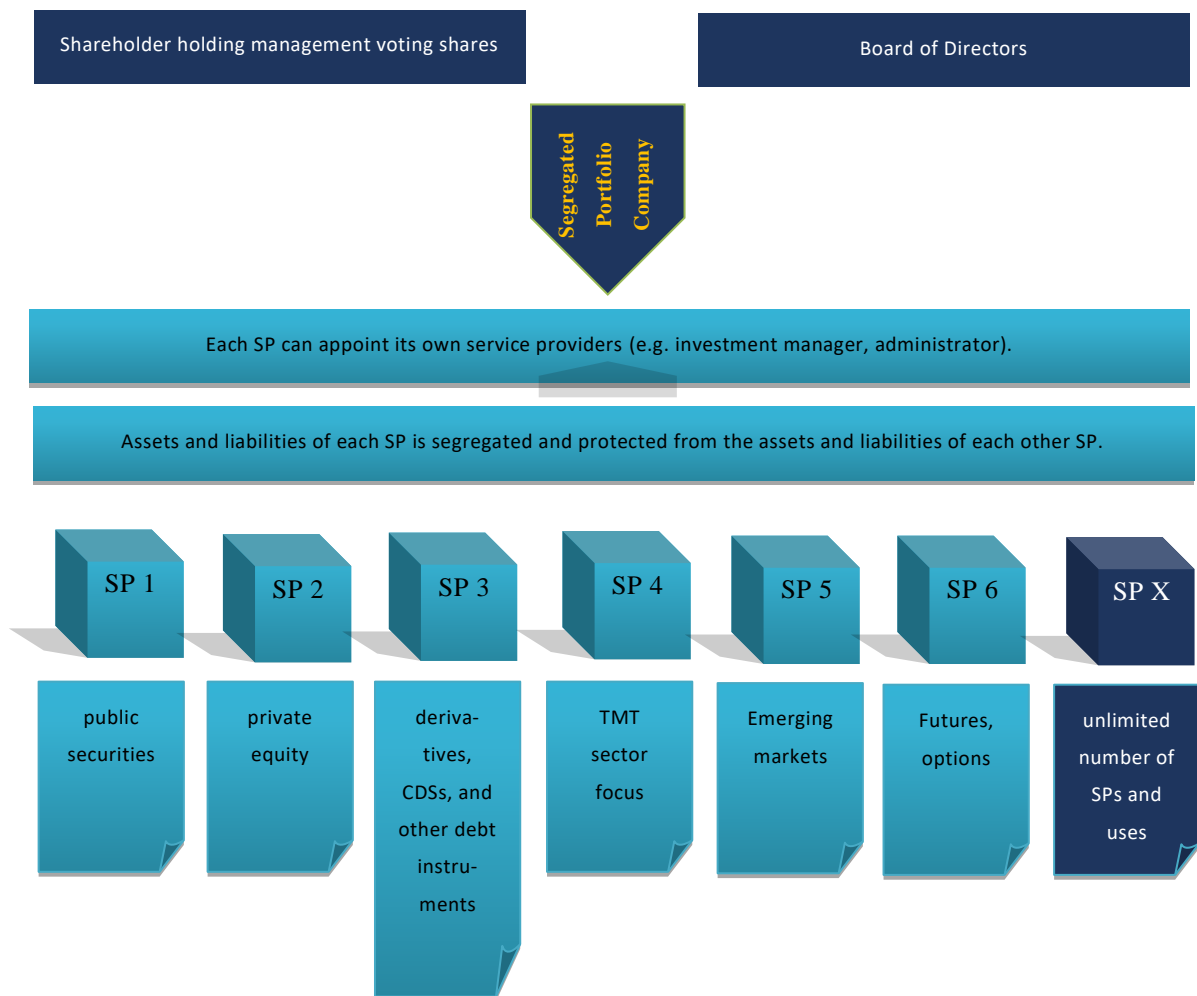 Shareholder holding management voting shares
Board of Directors
Segregated
Portfolio
Company
Each SP can appoint its own service providers (e.g. investment manager, administrator).
Assets and liabilities of each SP is segregated and protected from the assets and liabilities of each other SP.
SP 1
SP 2
SP 3
SP 4
SP 5
SP 6
SP X
public
securities
private
equity
deriva-
tives,
CDSs, and
other debt
instru-
ments
TMT
sector
focus
Emerging
markets
Futures,
options
unlimited
number of
SPs and
uses